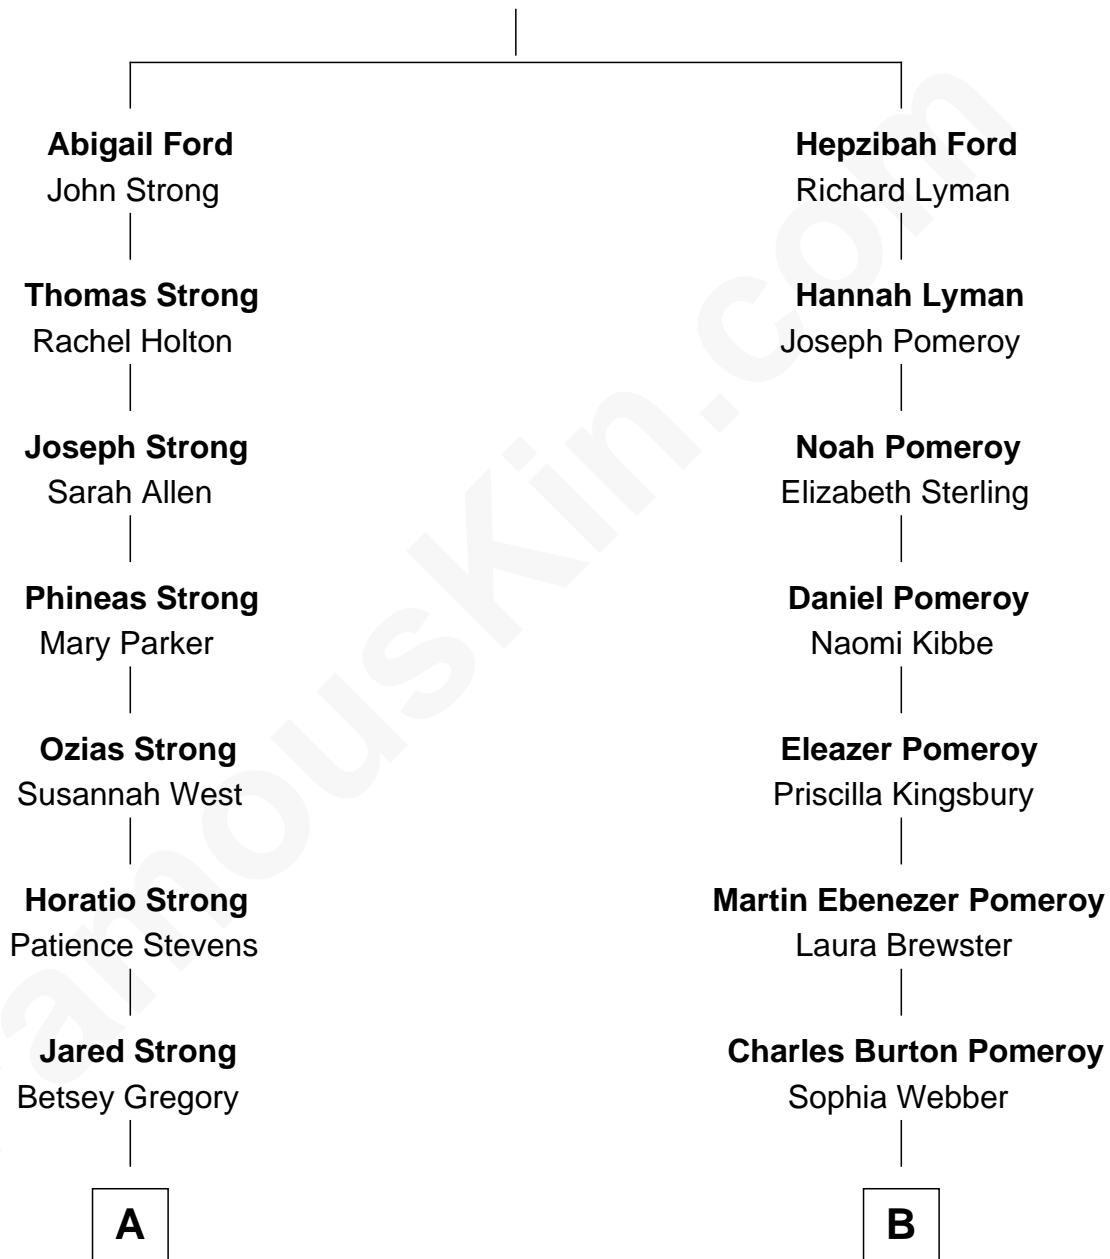 Abigail Ford
John Strong
Hepzibah Ford
Richard Lyman
Thomas Strong
Rachel Holton
Hannah Lyman
Joseph Pomeroy
Joseph Strong
Sarah Allen
Noah Pomeroy
Elizabeth Sterling
Phineas Strong
Mary Parker
Daniel Pomeroy
Naomi Kibbe
Ozias Strong
Susannah West
Eleazer Pomeroy
Priscilla Kingsbury
Horatio Strong
Patience Stevens
Martin Ebenezer Pomeroy
Laura Brewster
Jared Strong
Betsey Gregory
Charles Burton Pomeroy
Sophia Webber
A
B
amouskin.com